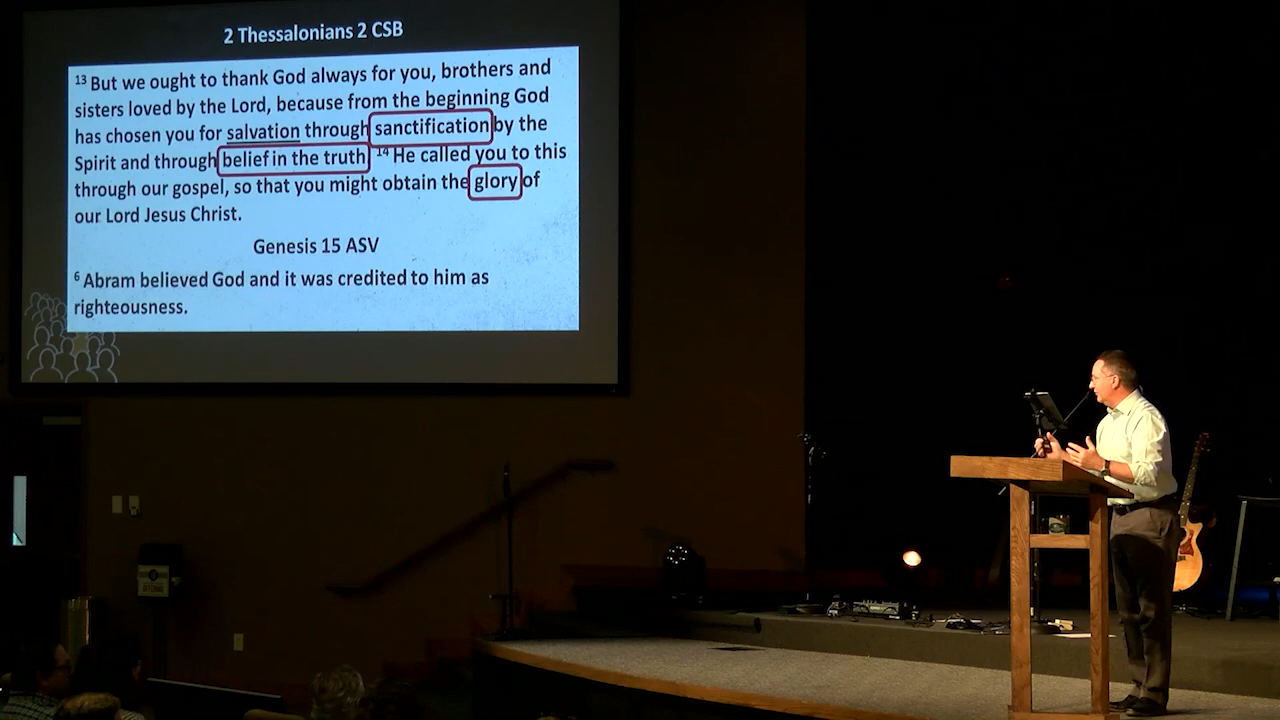 2 Thessalonians 2 CSB
13 But we ought to thank God always for you, brothers and
sisters loved by the Lord, because from the beginning God
has chosen you for salvation through sanctification by the
Spirit and through belief in the truth 14 He called you to this
through our gospel, so that you might obtain the glory of
our Lord Jesus Christ.
Genesis 15 ASV
6 Abram believed God and it was credited to him as
righteousness.